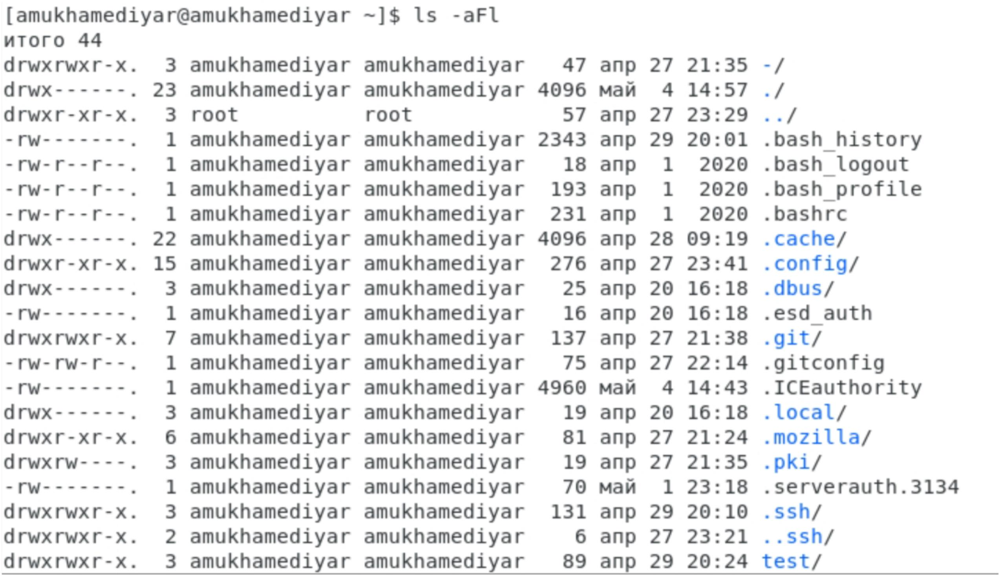 [amukhamediyar@amukhamediyar ~]$ ls -aFl
итого 44
drwxrwxr-x.  3 amukhamediyar amukhamediyar   47 апр 27 21:35 -/
drwx------. 23 amukhamediyar amukhamediyar 4096 май  4 14:57 ./
drwxr-xr-x.  3 root          root            57 апр 27 23:29 ../
-rw-------.  1 amukhamediyar amukhamediyar 2343 апр 29 20:01 .bash_history
-rw-r--r--.  1 amukhamediyar amukhamediyar   18 апр  1  2020 .bash_logout
-rw-r--r--.  1 amukhamediyar amukhamediyar  193 апр  1  2020 .bash_profile
-rw-r--r--.  1 amukhamediyar amukhamediyar  231 апр  1  2020 .bashrc
drwx------. 22 amukhamediyar amukhamediyar 4096 апр 28 09:19 .cache/
drwxr-xr-x. 15 amukhamediyar amukhamediyar  276 апр 27 23:41 .config/
drwx------.  3 amukhamediyar amukhamediyar   25 апр 20 16:18 .dbus/
-rw-------.  1 amukhamediyar amukhamediyar   16 апр 20 16:18 .esd_auth
drwxrwxr-x.  7 amukhamediyar amukhamediyar  137 апр 27 21:38 .git/
-rw-rw-r--.  1 amukhamediyar amukhamediyar   75 апр 27 22:14 .gitconfig
-rw-------.  1 amukhamediyar amukhamediyar 4960 май  4 14:43 .ICEauthority
drwx------.  3 amukhamediyar amukhamediyar   19 апр 20 16:18 .local/
drwxr-xr-x.  6 amukhamediyar amukhamediyar   81 апр 27 21:24 .mozilla/
drwxrw----.  3 amukhamediyar amukhamediyar   19 апр 27 21:35 .pki/
-rw-------.  1 amukhamediyar amukhamediyar   70 май  1 23:18 .serverauth.3134
drwxrwxr-x.  3 amukhamediyar amukhamediyar  131 апр 29 20:10 .ssh/
drwxrwxr-x.  2 amukhamediyar amukhamediyar    6 апр 27 23:21 ..ssh/
drwxrwxr-x.  3 amukhamediyar amukhamediyar   89 апр 29 20:24 test/